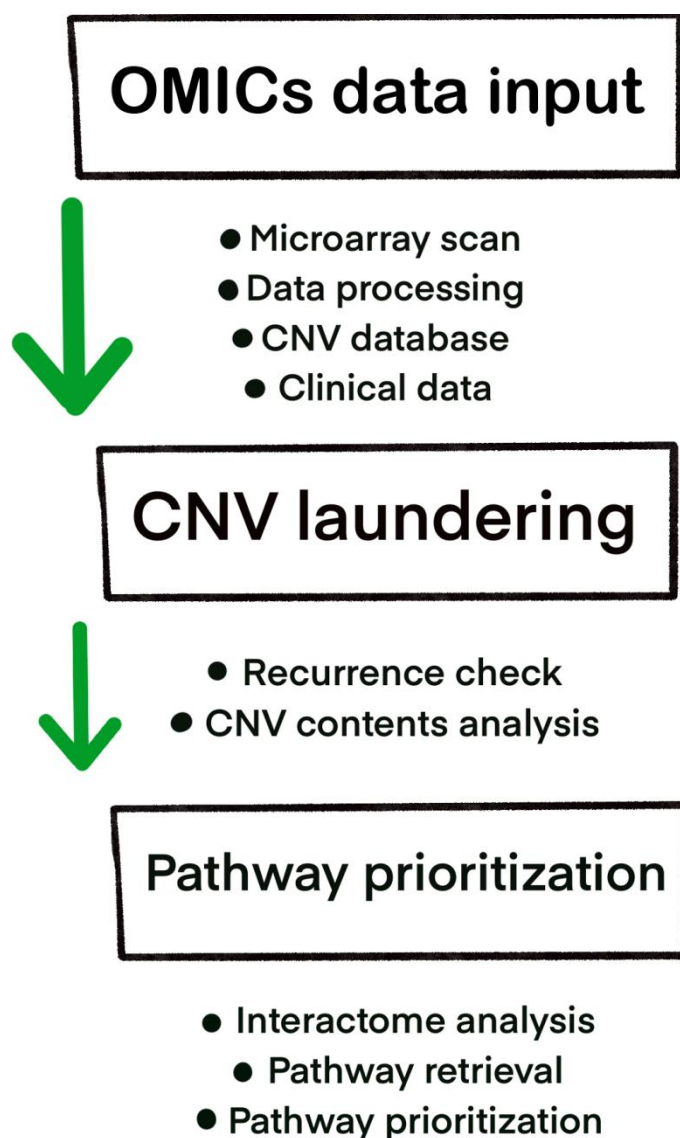 OMICs data input
● Microarray scan
● Data processing
● CNV database
● Clinical data
CNV laundering
● Recurrence check
● CNV contents analysis
Pathway prioritization
● Interactome analysis
● Pathway retrieval
● Pathway prioritization